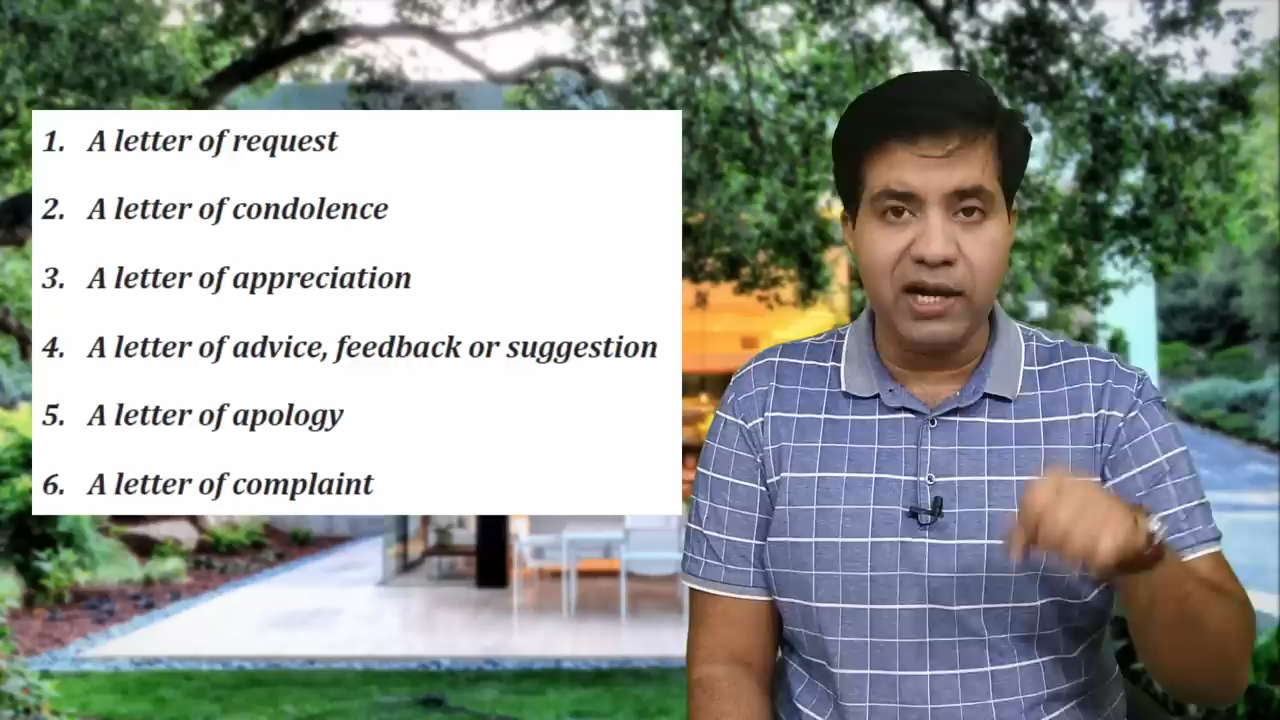 1. A letter of request
2. A letter of condolence
3. A letter of appreciation
4. A letter of advice, feedback or suggestion
5. A letter of apology
6. A letter of complaint